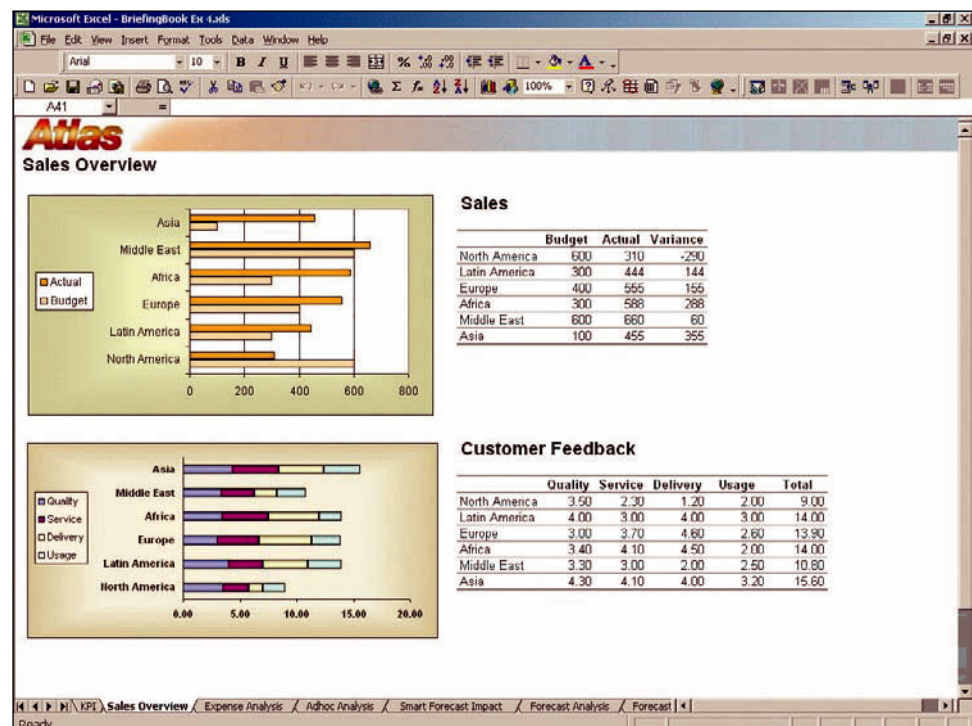 Microsoft Excel - BriefingBook Ex 4.xls
File Edit View Insert Format Tools Data Window Help
Arial 10 B I U %
100%
A41 =
Atlas
Sales Overview
Asia
Middle East
Africa
Europe
Latin America
North America
Actual
Budget
0 200 400 600 800
Sales
Budget Actual Variance
North America 600 310 -290
Latin America 300 444 144
Europe 400 555 155
Africa 300 588 288
Middle East 600 660 60
Asia 100 455 355
Asia
Middle East
Africa
Europe
Latin America
North America
Quality
Service
Delivery
Usage
0.00 5.00 10.00 15.00 20.00
Customer Feedback
Quality Service Delivery Usage Total
North America 3.50 2.30 1.20 2.00 9.00
Latin America 4.00 3.00 4.00 3.00 14.00
Europe 3.00 3.70 4.60 2.60 13.90
Africa 3.40 4.10 4.50 2.00 14.00
Middle East 3.30 3.00 2.00 2.50 10.80
Asia 4.30 4.10 4.00 3.20 15.60
KPI Sales Overview Expense Analysis Adhoc Analysis Smart Forecast Impact Forecast Analysis Forecast
Ready